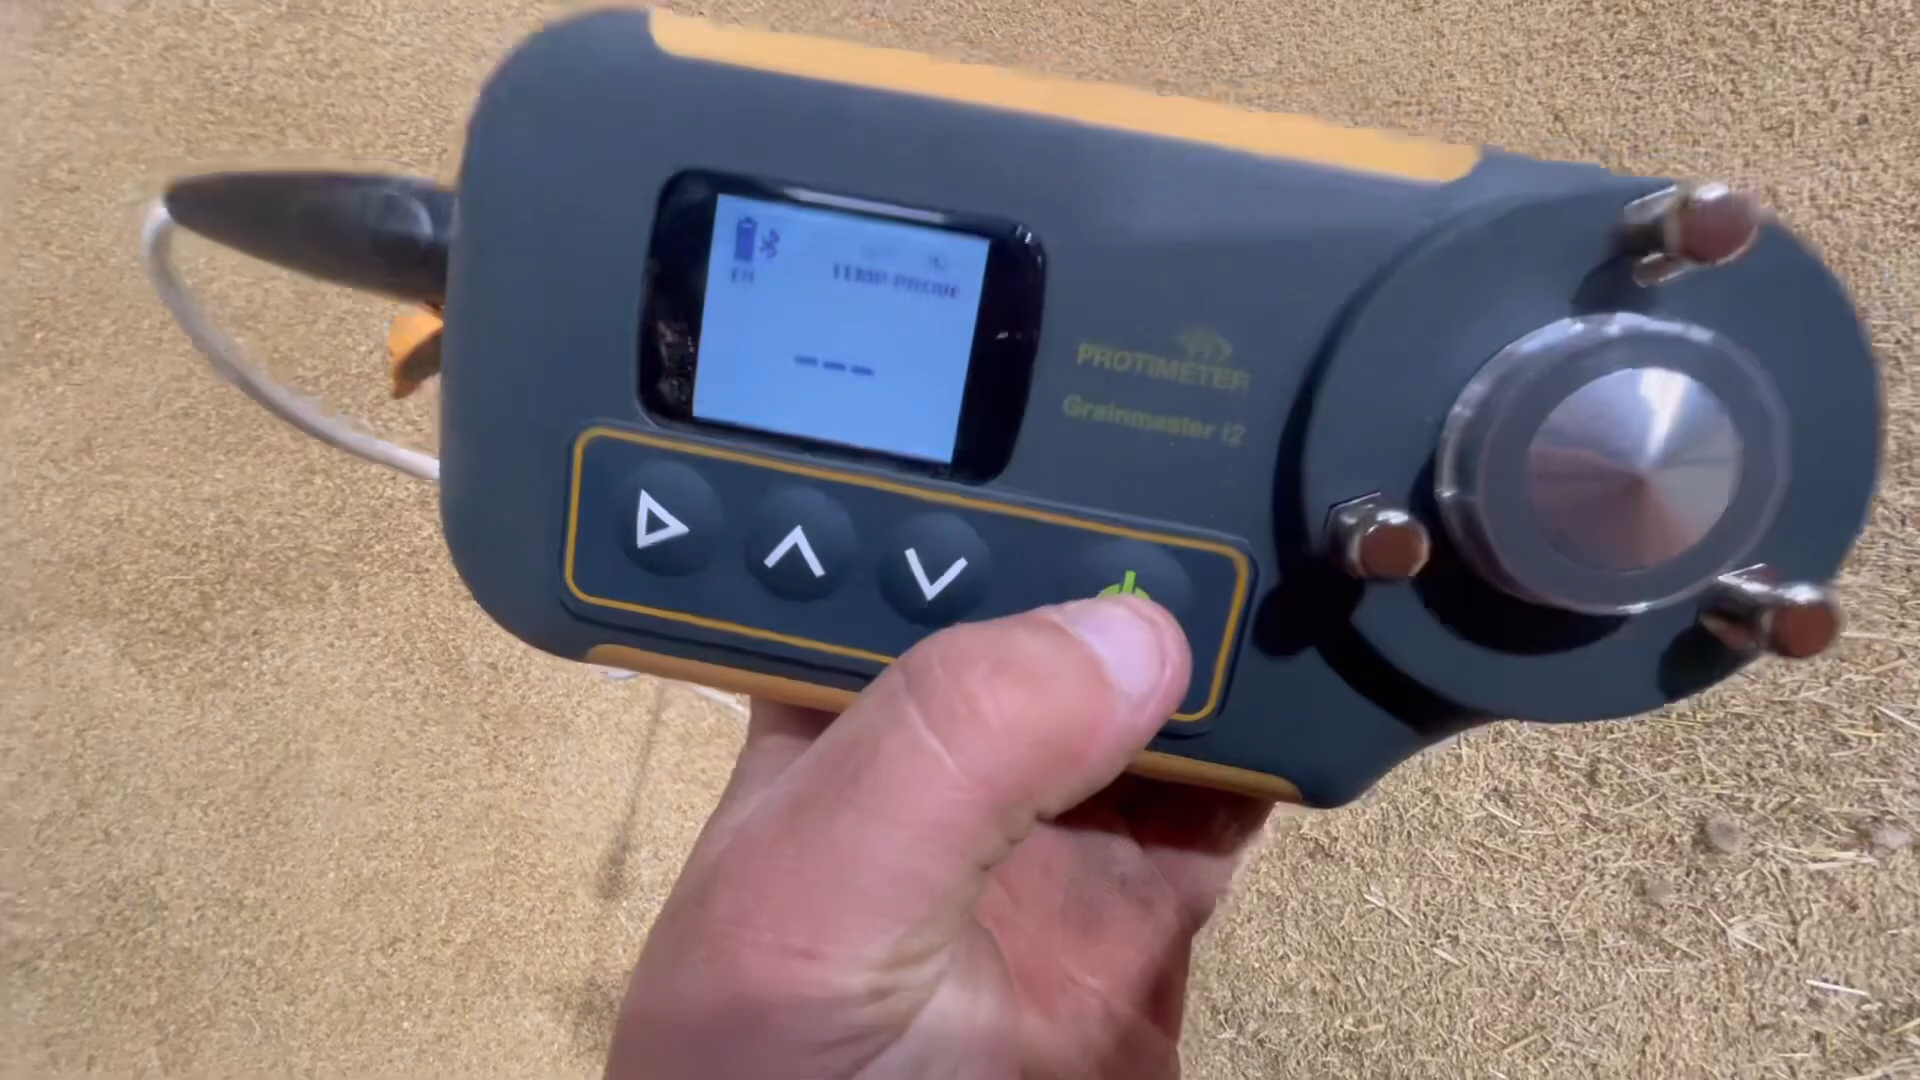 EN
TEMP PROBE
---
PROTIMETER
Grainmaster i2